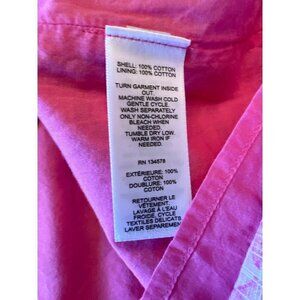 SHELL: 100% COTTON
LINING: 100% COTTON
TURN GARMENT INSIDE
OUT.
MACHINE WASH COLD
GENTLE CYCLE.
WASH SEPARATELY
ONLY NON-CHLORINE
BLEACH WHEN
NEEDED.
TUMBLE DRY LOW.
WARM IRON IF
NEEDED.
RN 134578
EXTÉRIEURE: 100%
COTON
DOUBLURE: 100%
COTON
RETOURNER LE
VÊTEMENT.
LAVAGE À L'EAU
FROIDE, CYCLE
TEXTILES DELICATS
LAVER SEPAREMENT